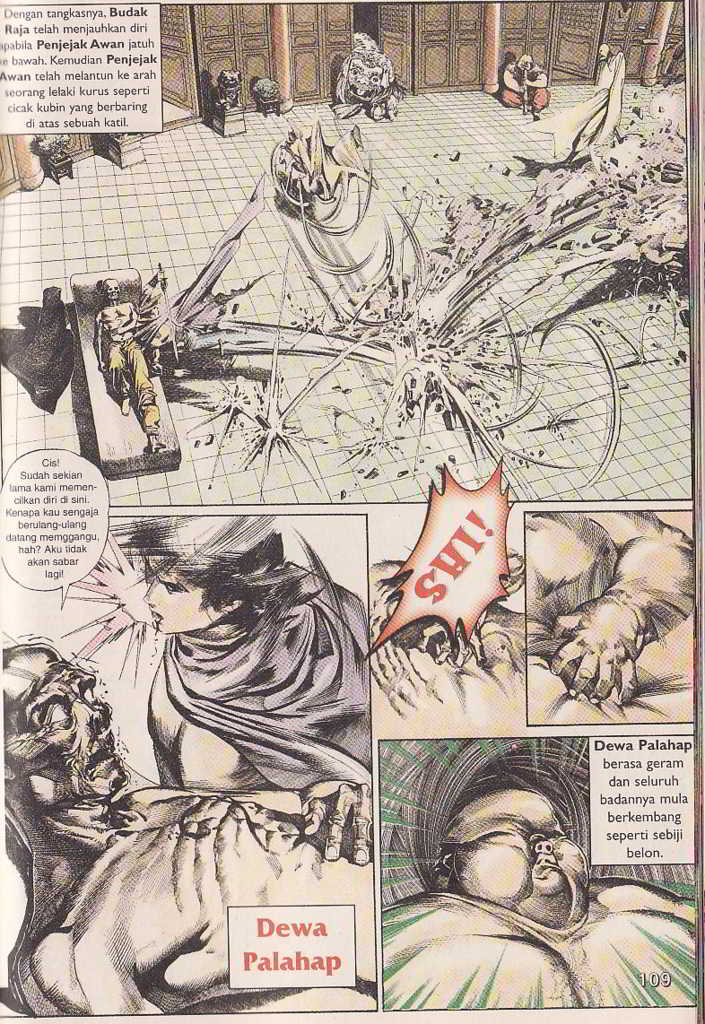 Dengan tangkasnya, Budak
Raja telah menjauhkan diri
apabila Penjejak Awan jatuh
ke bawah. Kemudian Penjejak
Awan telah melantun ke arah
seorang lelaki kurus seperti
cicak kubin yang berbaring
di atas sebuah katil.
Cis!
Sudah sekian
lama kami memen-
cilkan diri di sini.
Kenapa kau sengaja
berulang-ulang
datang memggangu,
hah? Aku tidak
akan sabar
lagi!
SVI!
Dewa
Palahap
Dewa Palahap
berasa geram
dan seluruh
badannya mula
berkembang
seperti sebiji
belon.
109